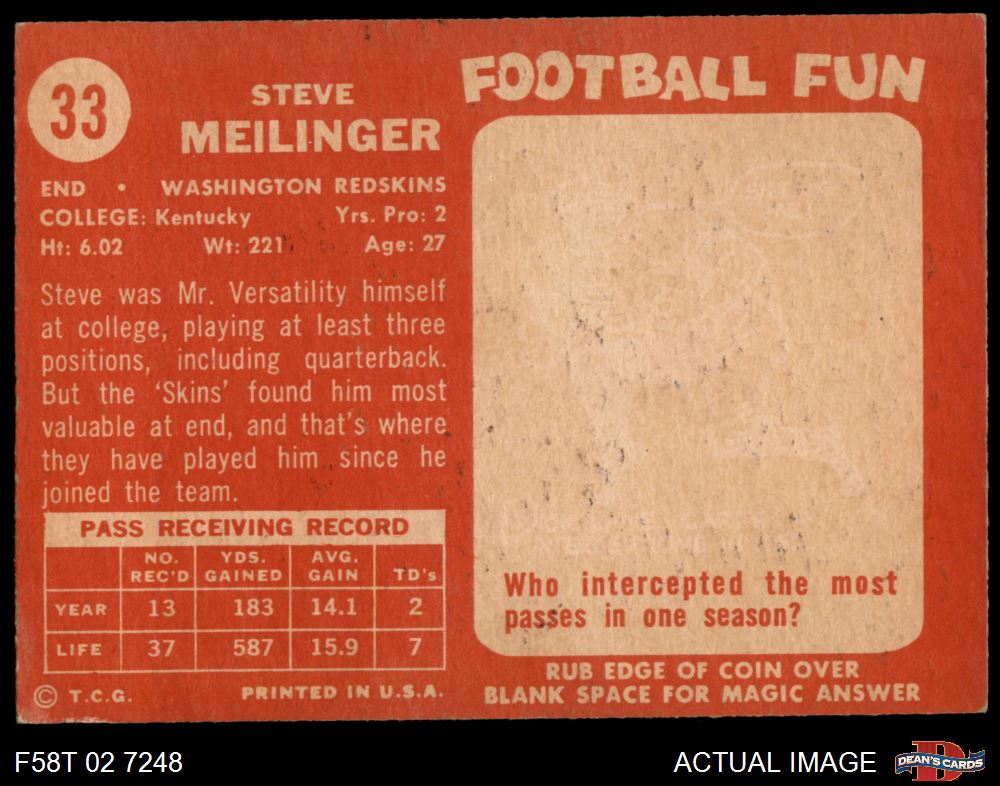 33
STEVE
MEILINGER
END • WASHINGTON REDSKINS
COLLEGE: Kentucky Yrs. Pro: 2
Ht: 6.02 Wt: 221 Age: 27
Steve was Mr. Versatility himself
at college, playing at least three
positions, including quarterback.
But the 'Skins' found him most
valuable at end, and that's where
they have played him since he
joined the team.
PASS RECEIVING RECORD
NO. REC'D YDS. GAINED AVG. GAIN TD's
YEAR 13 183 14.1 2
LIFE 37 587 15.9 7
© T.C.G. PRINTED IN U.S.A.
FOOTBALL FUN
Who intercepted the most
passes in one season?
RUB EDGE OF COIN OVER
BLANK SPACE FOR MAGIC ANSWER
F58T 02 7248
ACTUAL IMAGE
D
DEAN'S CARDS